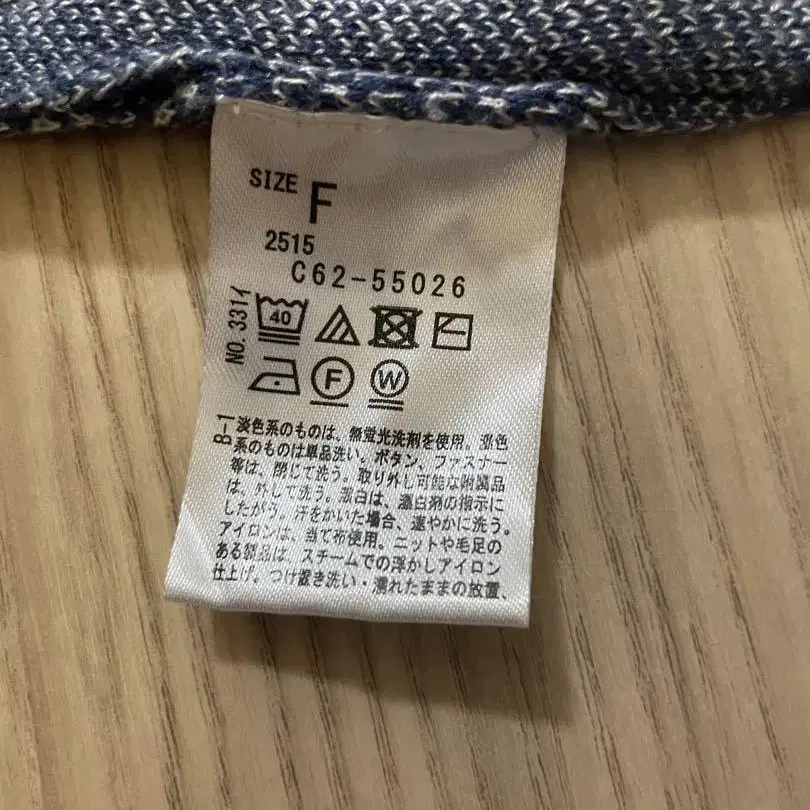 SIZE F
2515
C62-55026
NO.3314
40
F W
B-1
淡色系のものは、無蛍光洗剤を使用。濃色
系のものは単品洗い。ボタン、ファスナー
等は、閉じて洗う。取り外し可能な附属品
は、外して洗う。漂白は、漂白剤の指示に
したがう。汗をかいた場合、速やかに洗う。
アイロンは、当て布使用。ニットや毛足の
ある製品は、スチームでの浮かしアイロン
仕上げ。つけ置き洗い・濡れたままの放置、